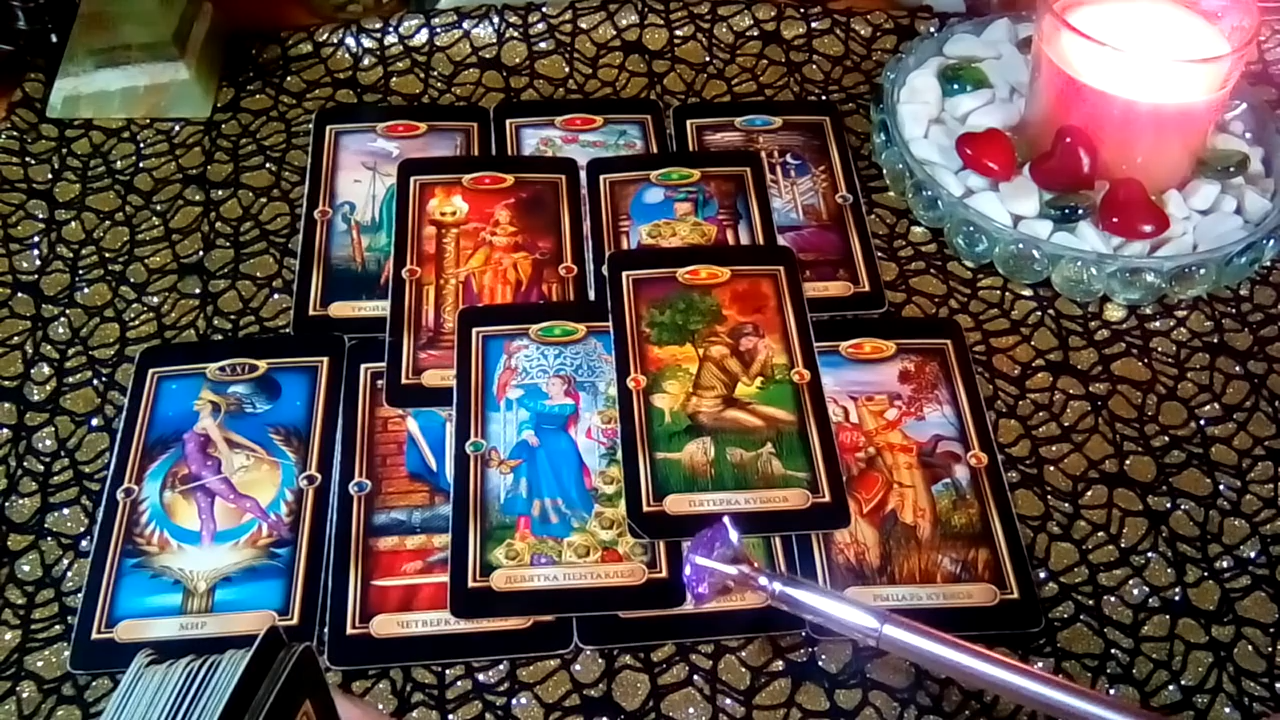 XXI
МИР
ЧЕТВЕРКА МЕЧЕЙ
ДЕВЯТКА ПЕНТАКЛЕЙ
ПЯТЕРКА КУБКОВ
РЫЦАРЬ КУБКОВ